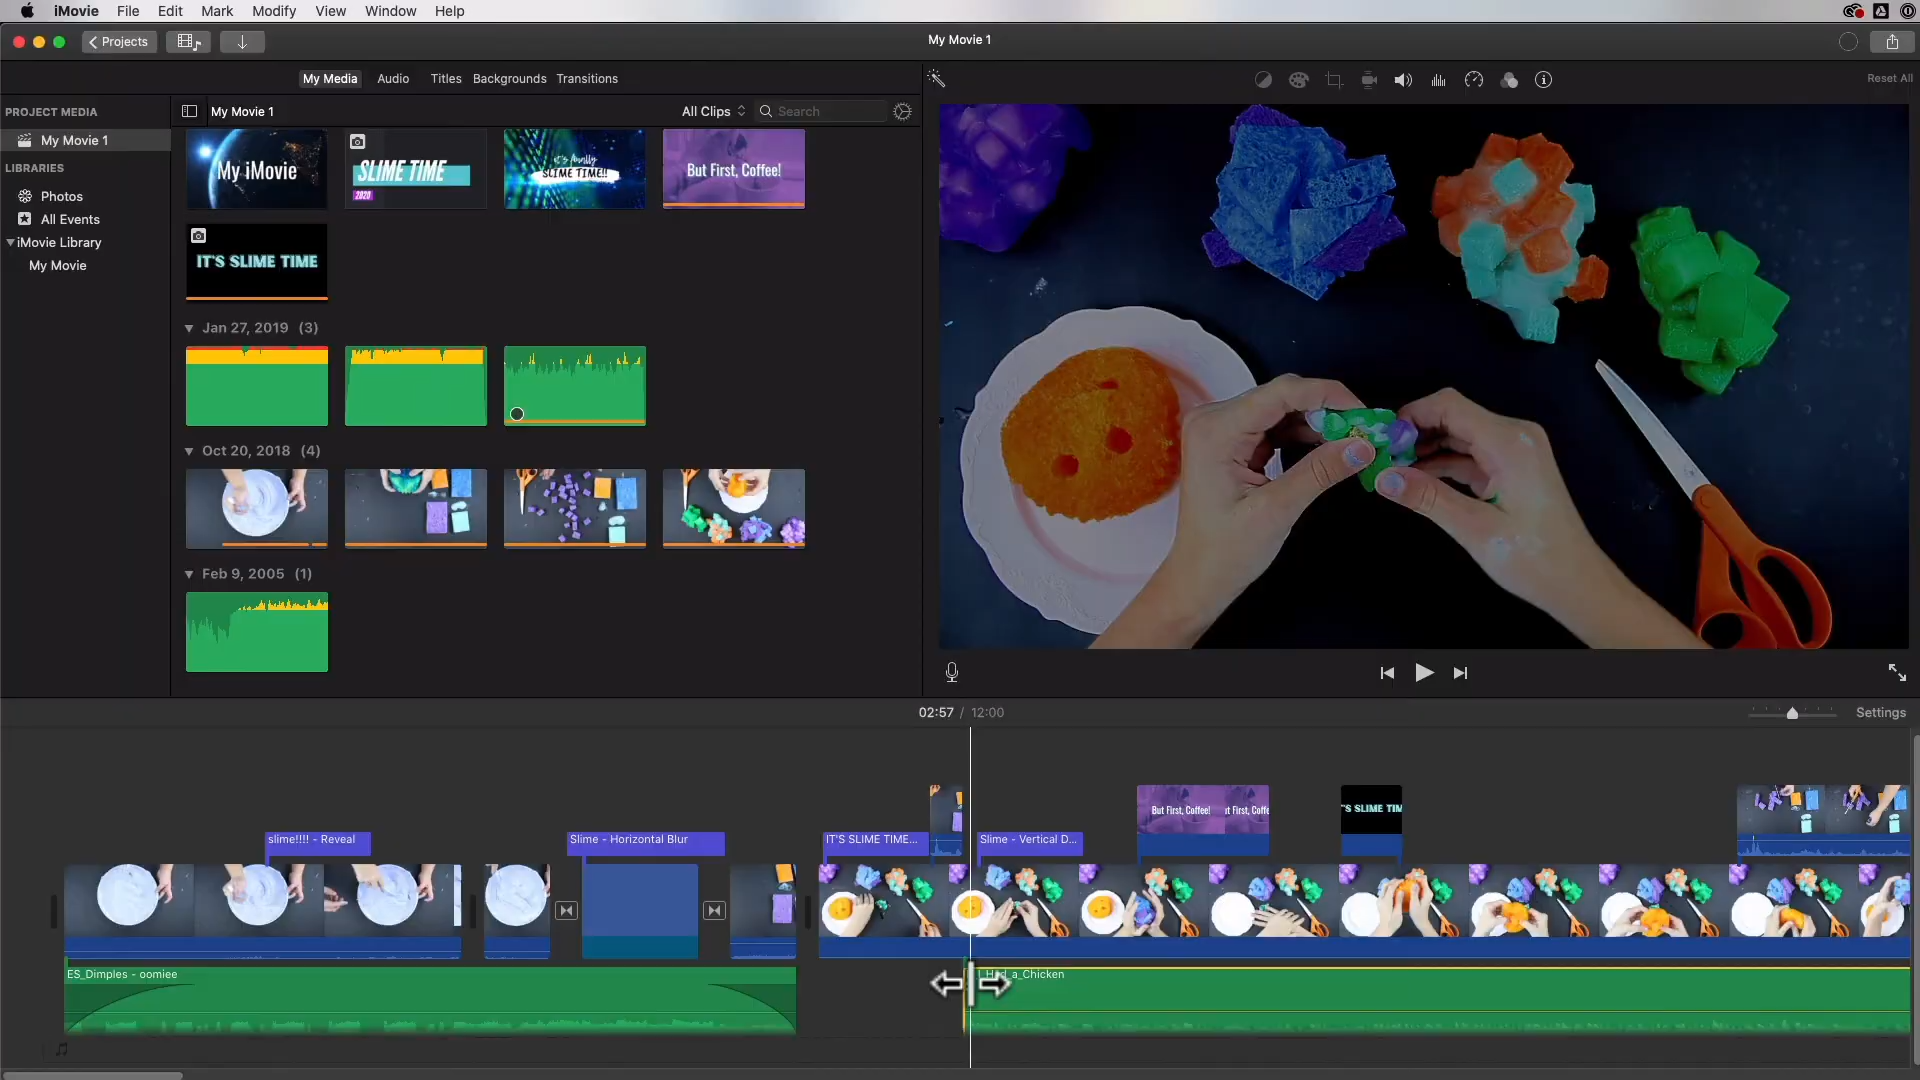 iMovie File Edit Mark Modify View Window Help
Projects
My Movie 1
My Media Audio Titles Backgrounds Transitions
Reset All
PROJECT MEDIA
My Movie 1
All Clips
Search
My Movie 1
LIBRARIES
Photos
All Events
iMovie Library
My Movie
My iMovie
SLIME TIME
2020
it's finally
SLIME TIME!!
But First, Coffee!
IT'S SLIME TIME
Jan 27, 2019 (3)
Oct 20, 2018 (4)
Feb 9, 2005 (1)
02:57 / 12:00
Settings
But First, Coffee!
ut First, Coffe
'S SLIME TIM
slime!!!! - Reveal
Slime - Horizontal Blur
IT'S SLIME TIME...
Slime - Vertical D...
ES_Dimples - oomiee
a_Chicken